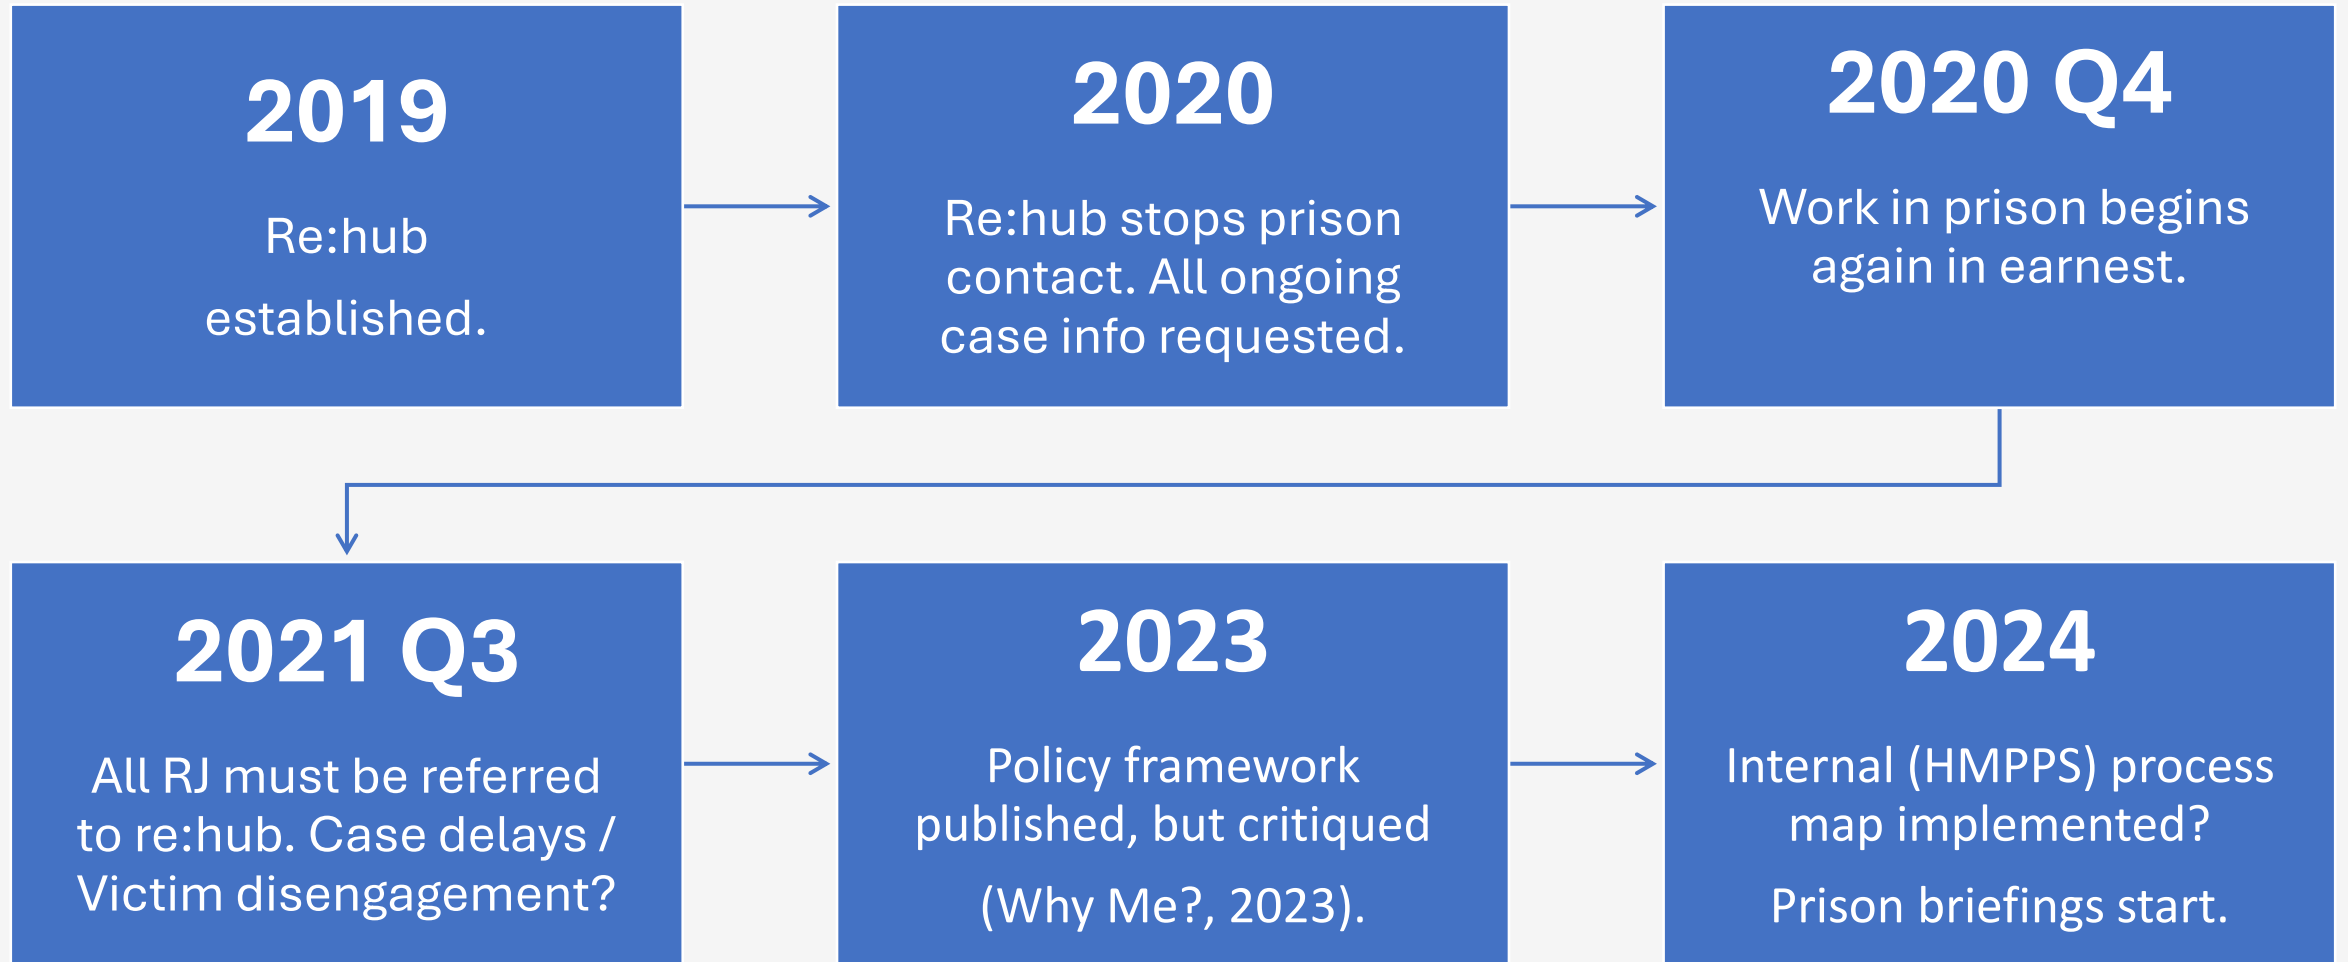 2019
Re:hub
established.
2020
Re:hub stops prison
contact. All ongoing
case info requested.
2020 Q4
Work in prison begins
again in earnest.
2021 Q3
All RJ must be referred
to re:hub. Case delays /
Victim disengagement?
2023
Policy framework
published, but critiqued
(Why Me?, 2023).
2024
Internal (HMPPS) process
map implemented?
Prison briefings start.